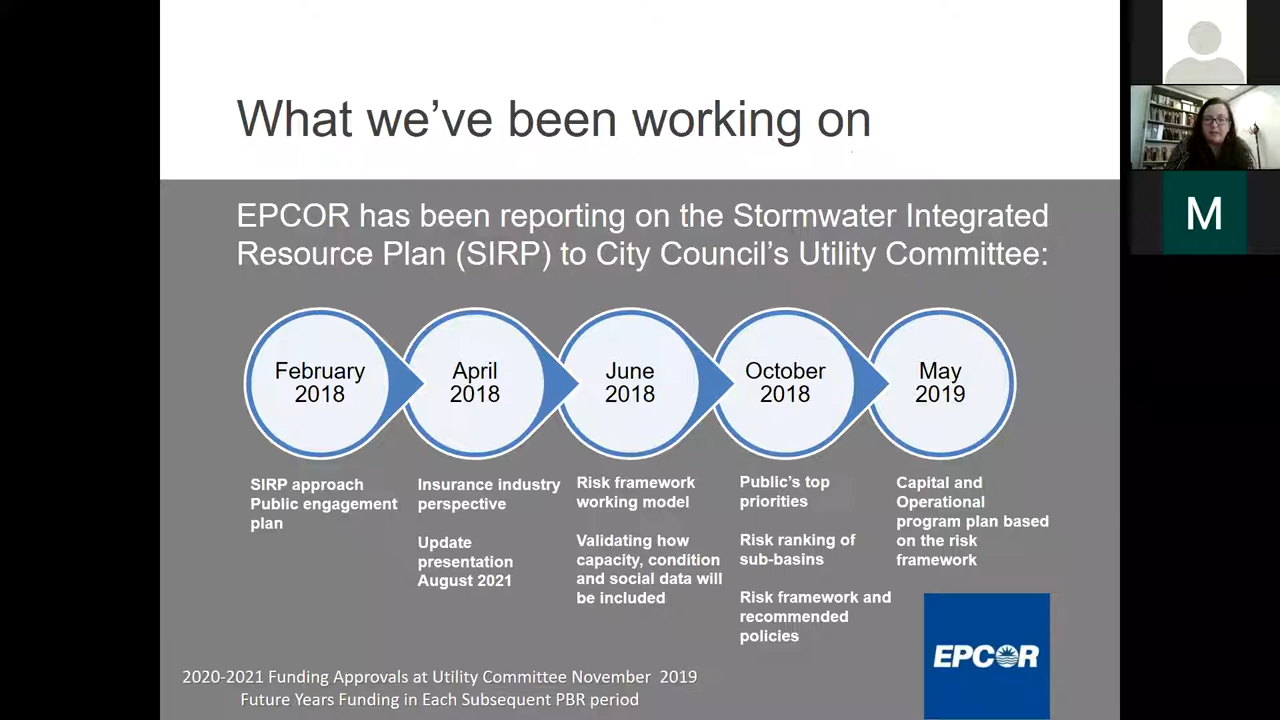 What we’ve been working on
EPCOR has been reporting on the Stormwater Integrated
Resource Plan (SIRP) to City Council’s Utility Committee:
February
2018
April
2018
June
2018
October
2018
May
2019
SIRP approach
Public engagement
plan
Insurance industry
perspective
Update
presentation
August 2021
Risk framework
working model
Validating how
capacity, condition
and social data will
be included
Public’s top
priorities
Risk ranking of
sub-basins
Risk framework and
recommended
policies
Capital and
Operational
program plan based
on the risk
framework
2020-2021 Funding Approvals at Utility Committee November 2019
Future Years Funding in Each Subsequent PBR period
EPCOR
M